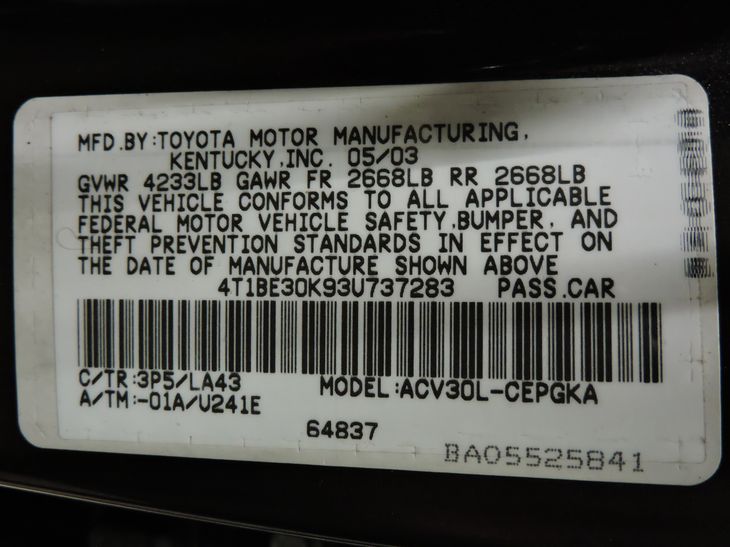 MFD.BY:TOYOTA MOTOR MANUFACTURING,
KENTUCKY,INC. 05/03
GVWR 4233LB GAWR FR 2668LB RR 2668LB
THIS VEHICLE CONFORMS TO ALL APPLICABLE
FEDERAL MOTOR VEHICLE SAFETY,BUMPER, AND
THEFT PREVENTION STANDARDS IN EFFECT ON
THE DATE OF MANUFACTURE SHOWN ABOVE
4T1BE30K93U737283 PASS.CAR
C/TR:3P5/LA43 MODEL:ACV30L-CEPGKA
A/TM:-01A/U241E
64837
BA05525841